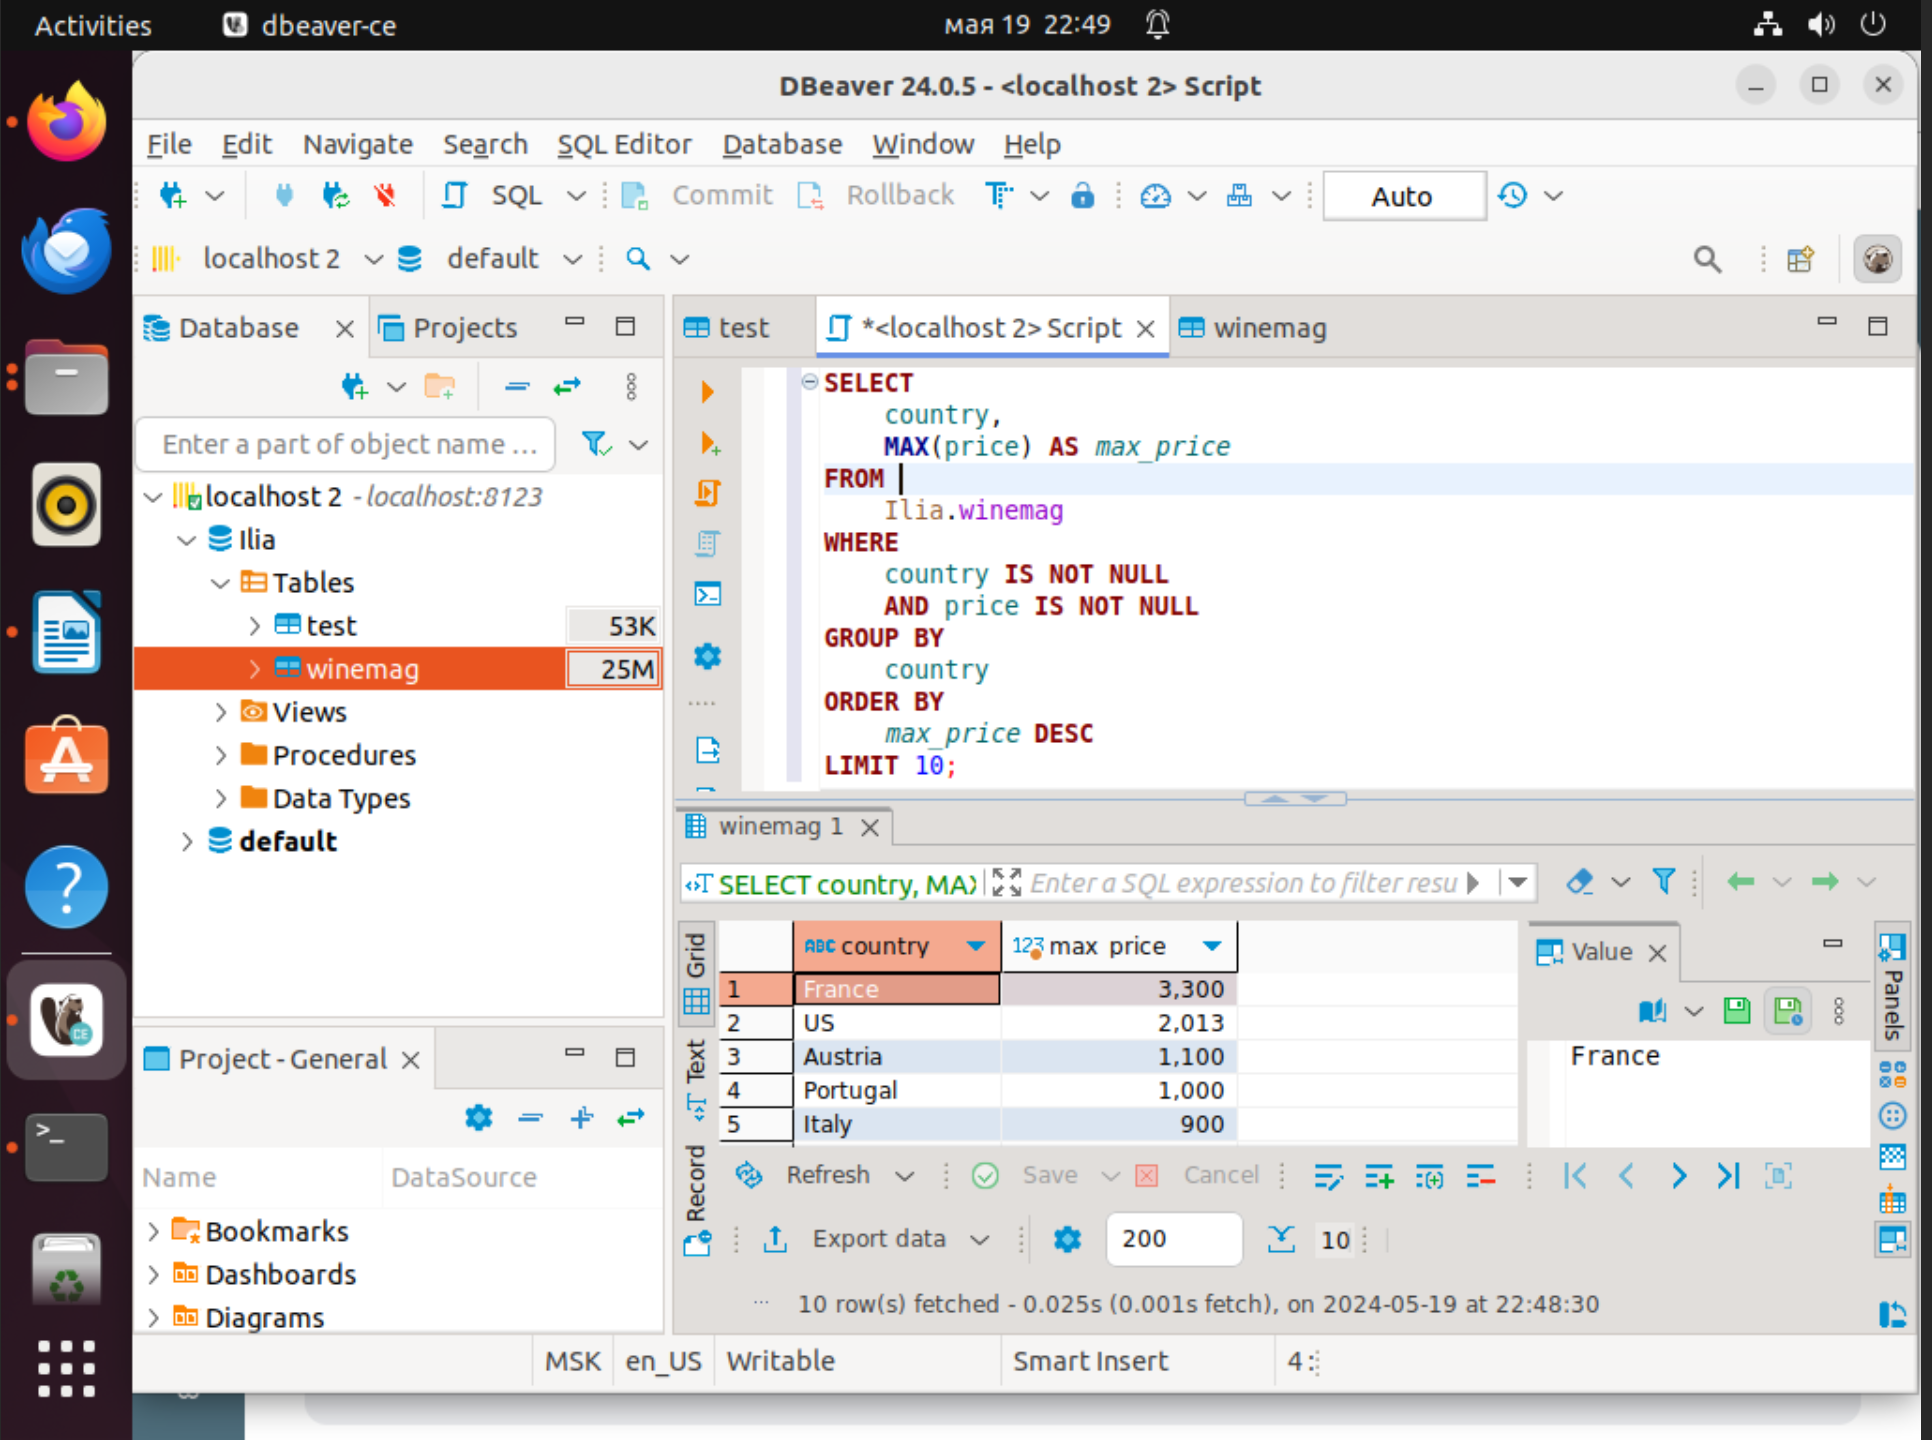 Activities dbeaver-ce мая 19 22:49
DBeaver 24.0.5 - <localhost 2> Script
File Edit Navigate Search SQL Editor Database Window Help
SQL Commit Rollback Auto
localhost 2 default
Database Projects
Enter a part of object name ...
localhost 2 - localhost:8123
Ilia
Tables
test 53K
winemag 25M
Views
Procedures
Data Types
default
Project - General
Name DataSource
Bookmarks
Dashboards
Diagrams
test *<localhost 2> Script winemag
SELECT
country,
MAX(price) AS max_price
FROM
Ilia.winemag
WHERE
country IS NOT NULL
AND price IS NOT NULL
GROUP BY
country
ORDER BY
max_price DESC
LIMIT 10;
winemag 1
SELECT country, MAX Enter a SQL expression to filter resu
Grid
Text
Record
ABC country 123 max price
1 France 3,300
2 US 2,013
3 Austria 1,100
4 Portugal 1,000
5 Italy 900
Value
France
Panels
Refresh Save Cancel
Export data 200 10
10 row(s) fetched - 0.025s (0.001s fetch), on 2024-05-19 at 22:48:30
MSK en_US Writable Smart Insert 4 :